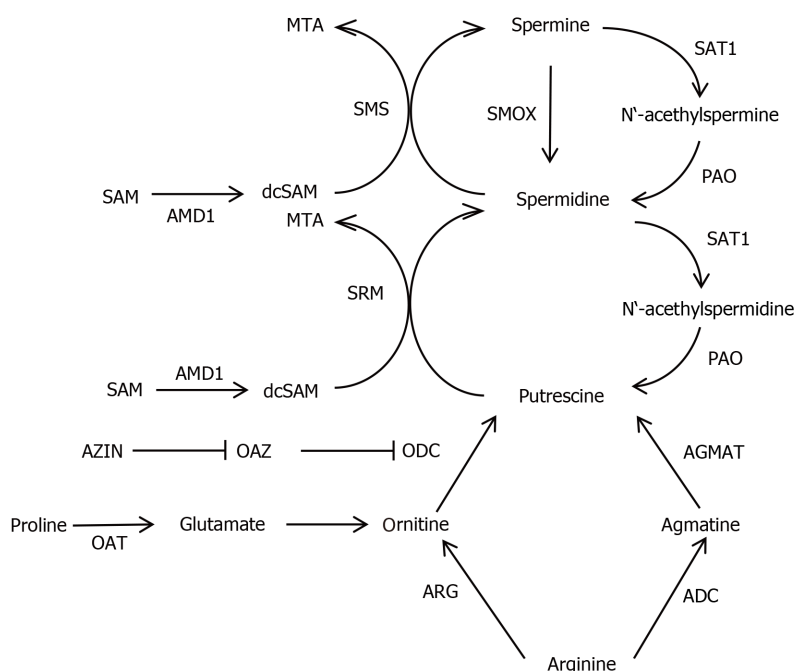 MTA
Spermine
SAT1
SMS
SMOX
N‘-acethylspermine
PAO
SAM
AMD1
dcSAM
Spermidine
MTA
SAT1
SRM
N‘-acethylspermidine
PAO
SAM
AMD1
dcSAM
Putrescine
AZIN
OAZ
ODC
AGMAT
Proline
OAT
Glutamate
Ornitine
Agmatine
ARG
ADC
Arginine